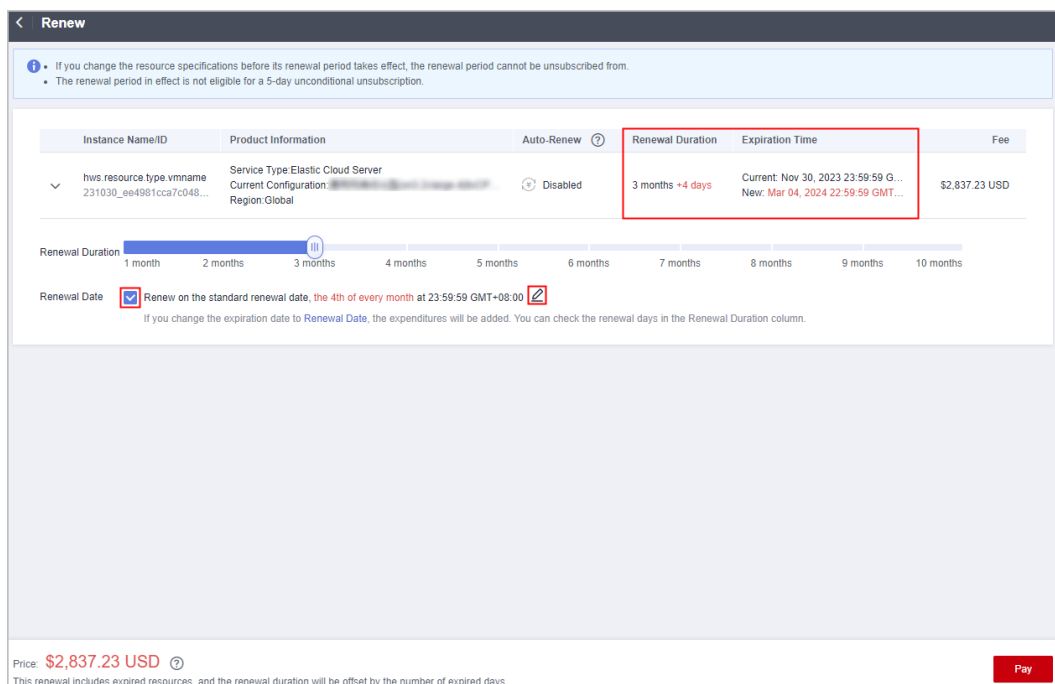 Renew
If you change the resource specifications before its renewal period takes effect, the renewal period cannot be unsubscribed from.
The renewal period in effect is not eligible for a 5-day unconditional unsubscription.
Instance Name/ID Product Information Auto-Renew ? Renewal Duration Expiration Time Fee
hws.resource.type.vmname
231030_ee4981cca7c048...
Service Type:Elastic Cloud Server
Current Configuration:
Region:Global
Disabled
3 months +4 days
Current: Nov 30, 2023 23:59:59 G...
New: Mar 04, 2024 22:59:59 GMT...
$2,837.23 USD
Renewal Duration
1 month 2 months 3 months 4 months 5 months 6 months 7 months 8 months 9 months 10 months
Renewal Date Renew on the standard renewal date, the 4th of every month at 23:59:59 GMT+08:00
If you change the expiration date to Renewal Date, the expenditures will be added. You can check the renewal days in the Renewal Duration column.
Price: $2,837.23 USD ?
This renewal includes expired resources, and the renewal duration will be offset by the number of expired days.
Pay